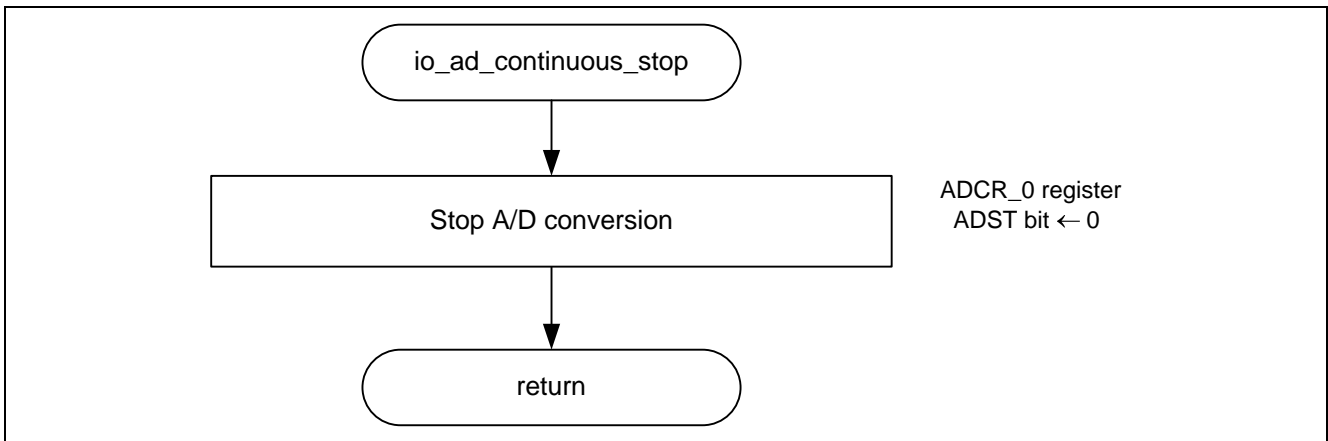 io_ad_continuous_stop
Stop A/D conversion
ADCR_0 register
ADST bit ← 0
return